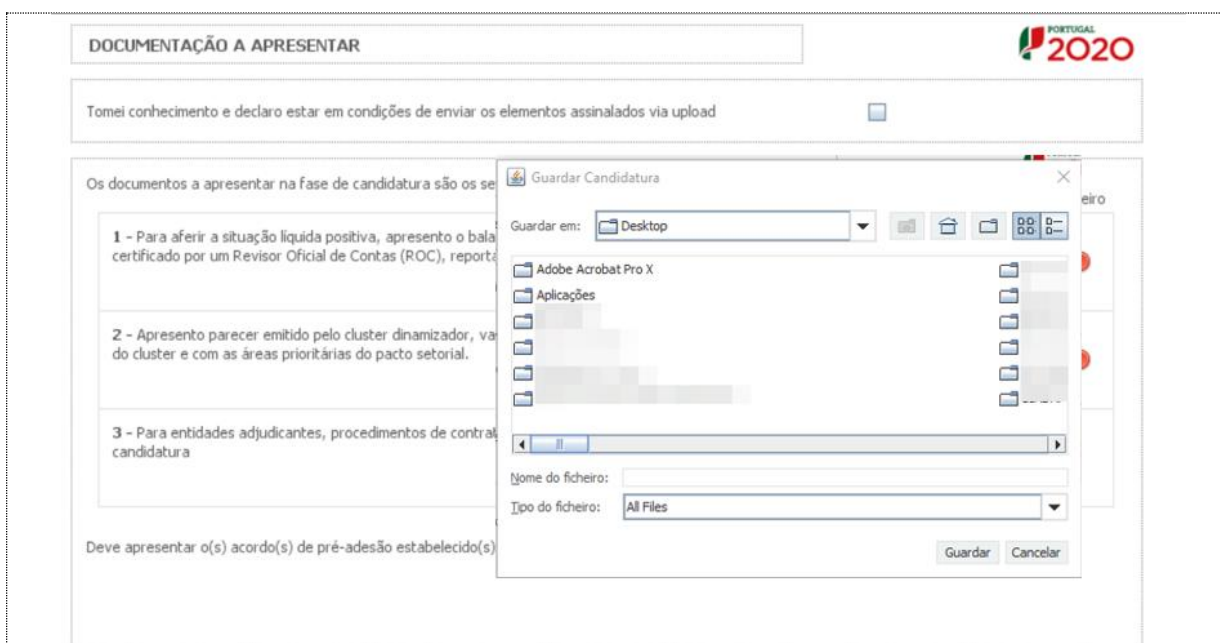 DOCUMENTAÇÃO A APRESENTAR
PORTUGAL
2020
Tomei conhecimento e declaro estar em condições de enviar os elementos assinalados via upload
Os documentos a apresentar na fase de candidatura são os se
eiro
1 - Para aferir a situação líquida positiva, apresento o bala
certificado por um Revisor Oficial de Contas (ROC), reporta
2 - Apresento parecer emitido pelo cluster dinamizador, va
do cluster e com as áreas prioritárias do pacto setorial.
3 - Para entidades adjudicantes, procedimentos de contrat
candidatura
Deve apresentar o(s) acordo(s) de pré-adesão estabelecido(s)
Guardar Candidatura
Guardar em:
Desktop
Adobe Acrobat Pro X
Aplicações
Nome do ficheiro:
Tipo do ficheiro:
All Files
Guardar
Cancelar